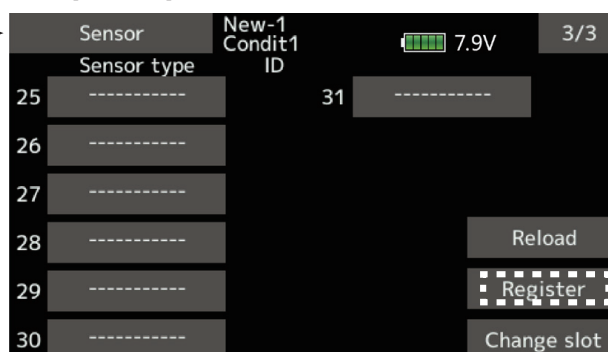 Sensor New-1 7.9V 3/3
Condit1
Sensor type ID
25 ----------- 31 -----------
26 -----------
27 -----------
28 ----------- Reload
29 ----------- Register
30 ----------- Change slot